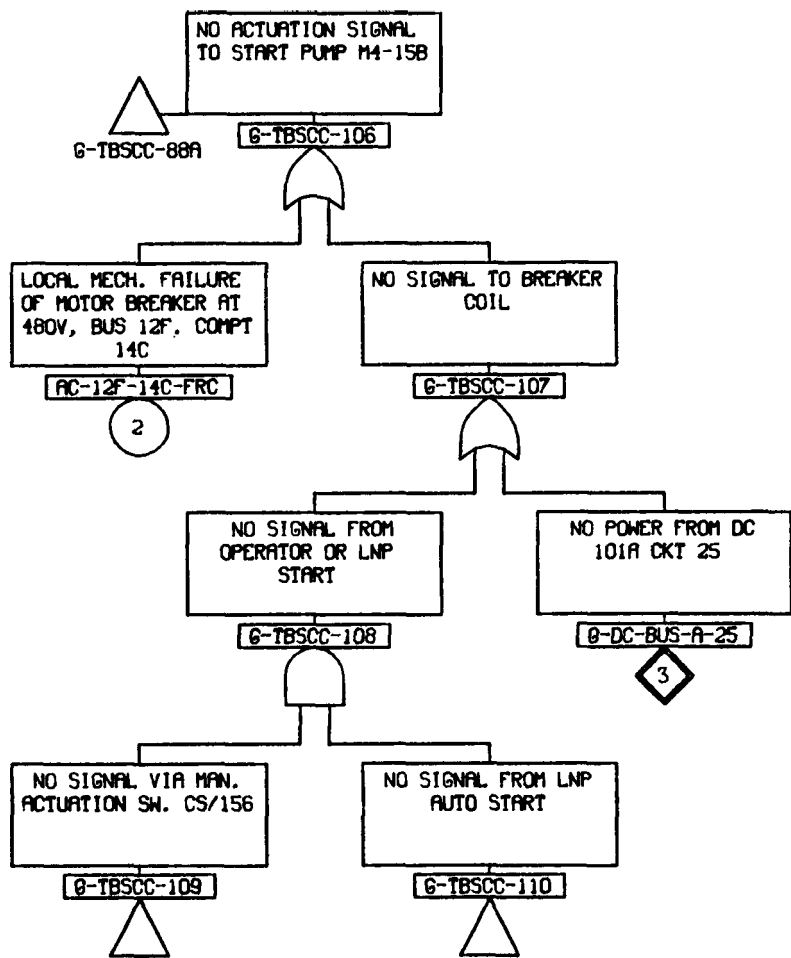 NO ACTUATION SIGNAL
TO START PUMP M4-15B
G-TBSCC-88A
G-TBSCC-106
LOCAL MECH. FAILURE
OF MOTOR BREAKER AT
480V, BUS 12F, COMPT
14C
AC-12F-14C-FRC
2
NO SIGNAL TO BREAKER
COIL
G-TBSCC-107
NO SIGNAL FROM
OPERATOR OR LNP
START
G-TBSCC-108
NO POWER FROM DC
101A CKT 25
G-DC-BUS-A-25
3
NO SIGNAL VIA MAN.
ACTUATION SW. CS/156
G-TBSCC-109
NO SIGNAL FROM LNP
AUTO START
G-TBSCC-110